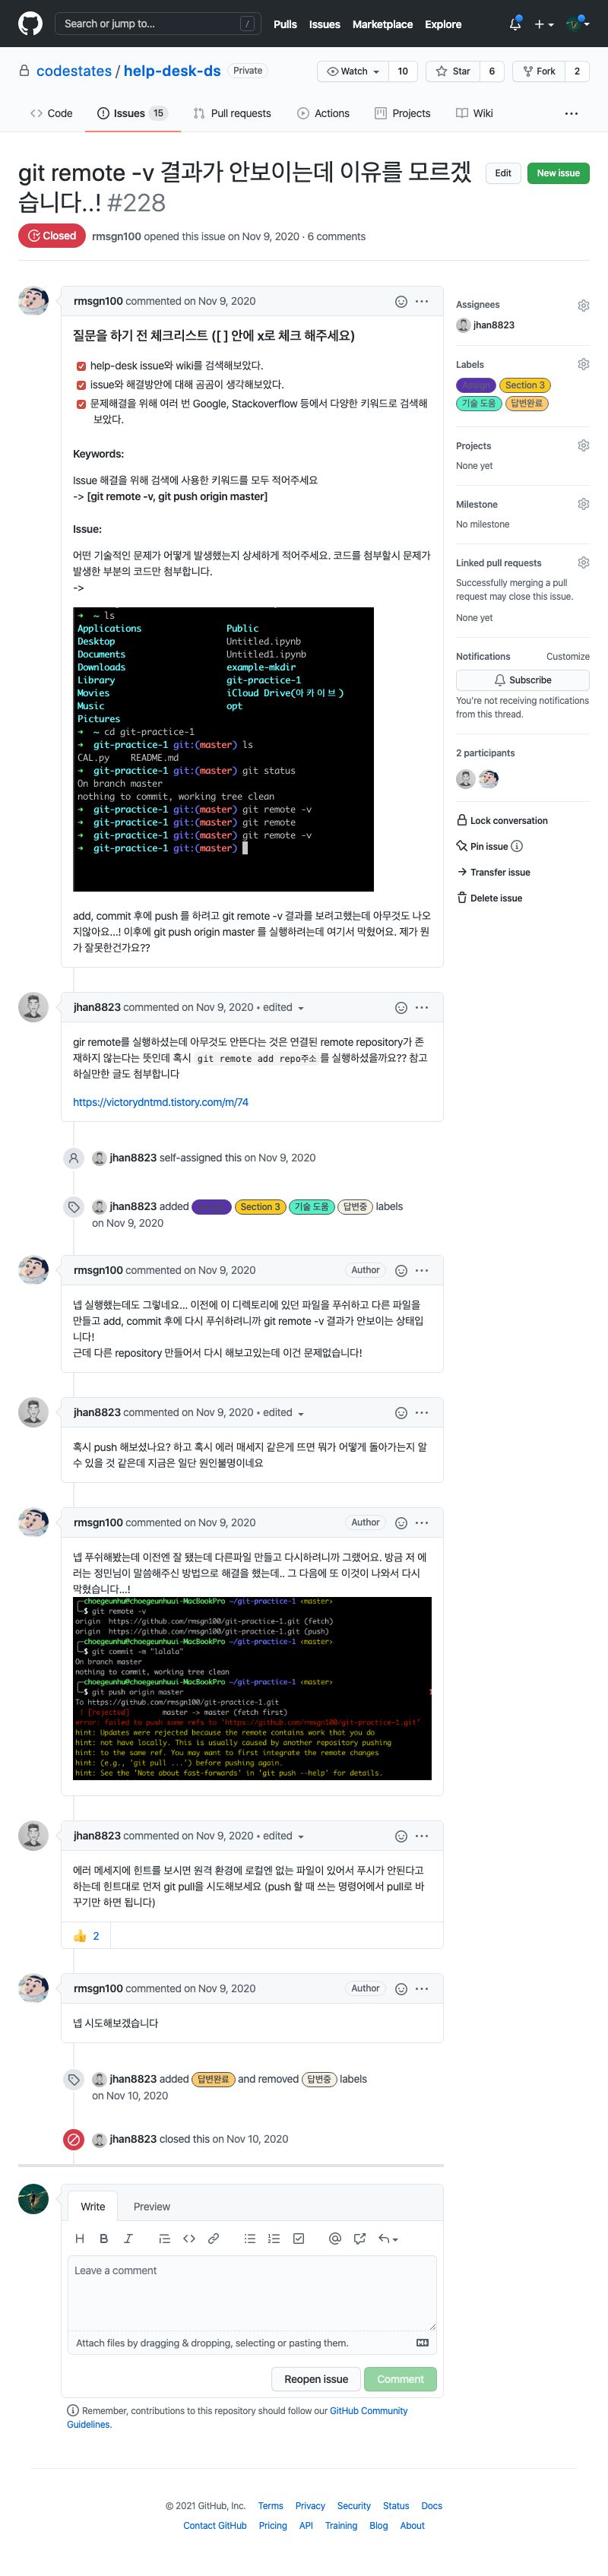 Search or jump to...
/
Pulls Issues Marketplace Explore
codestates / help-desk-ds Private
Watch 10 Star 6 Fork 2
Code Issues 15 Pull requests Actions Projects Wiki
git remote -v 결과가 안보이는데 이유를 모르겠
습니다..! #228
Edit New issue
Closed rmsgn100 opened this issue on Nov 9, 2020 · 6 comments
rmsgn100 commented on Nov 9, 2020
질문을 하기 전 체크리스트 ([ ] 안에 x로 체크 해주세요)
help-desk issue와 wiki를 검색해보았다.
issue와 해결방안에 대해 곰곰이 생각해보았다.
문제해결을 위해 여러 번 Google, Stackoverflow 등에서 다양한 키워드로 검색해
보았다.
Keywords:
Issue 해결을 위해 검색에 사용한 키워드를 모두 적어주세요
-> [git remote -v, git push origin master]
Issue:
어떤 기술적인 문제가 어떻게 발생했는지 상세하게 적어주세요. 코드를 첨부할시 문제가
발생한 부분의 코드만 첨부합니다.
->
➜ ~ ls
Applications Public
Desktop Untitled.ipynb
Documents Untitled1.ipynb
Downloads example-mkdir
Library git-practice-1
Movies iCloud Drive(아 카 이 브 )
Music opt
Pictures
➜ ~ cd git-practice-1
➜ git-practice-1 git:(master) ls
CAL.py README.md
➜ git-practice-1 git:(master) git status
On branch master
nothing to commit, working tree clean
➜ git-practice-1 git:(master) git remote -v
➜ git-practice-1 git:(master) git remote
➜ git-practice-1 git:(master) git remote -v
➜ git-practice-1 git:(master)
add, commit 후에 push 를 하려고 git remote -v 결과를 보려고했는데 아무것도 나오
지않아요...! 이후에 git push origin master 를 실행하려는데 여기서 막혔어요. 제가 뭔
가 잘못한건가요??
Assignees
jhan8823
Labels
Assign Section 3
기술 도움 답변완료
Projects
None yet
Milestone
No milestone
Linked pull requests
Successfully merging a pull
request may close this issue.
None yet
Notifications Customize
Subscribe
You're not receiving notifications
from this thread.
2 participants
Lock conversation
Pin issue
Transfer issue
Delete issue
jhan8823 commented on Nov 9, 2020 • edited
gir remote를 실행하셨는데 아무것도 안뜬다는 것은 연결된 remote repository가 존
재하지 않는다는 뜻인데 혹시 git remote add repo주소 를 실행하셨을까요?? 참고
하실만한 글도 첨부합니다
https://victorydntmd.tistory.com/m/74
jhan8823 self-assigned this on Nov 9, 2020
jhan8823 added Section 3 기술 도움 답변중 labels
on Nov 9, 2020
rmsgn100 commented on Nov 9, 2020 Author
넵 실행했는데도 그렇네요... 이전에 이 디렉토리에 있던 파일을 푸쉬하고 다른 파일을
만들고 add, commit 후에 다시 푸쉬하려니까 git remote -v 결과가 안보이는 상태입
니다!
근데 다른 repository 만들어서 다시 해보고있는데 이건 문제없습니다!
jhan8823 commented on Nov 9, 2020 • edited
혹시 push 해보셨나요? 하고 혹시 에러 매세지 같은게 뜨면 뭐가 어떻게 돌아가는지 알
수 있을 것 같은데 지금은 일단 원인불명이네요
rmsgn100 commented on Nov 9, 2020 Author
넵 푸쉬해봤는데 이전엔 잘 됐는데 다른파일 만들고 다시하려니까 그랬어요. 방금 저 에
러는 정민님이 말씀해주신 방법으로 해결을 했는데.. 그 다음에 또 이것이 나와서 다시
막혔습니다...!
choegeunhu@choegeunhuui-MacBookPro ~/git-practice-1 ‹master›
$ git remote -v
origin https://github.com/rmsgn100/git-practice-1.git (fetch)
origin https://github.com/rmsgn100/git-practice-1.git (push)
choegeunhu@choegeunhuui-MacBookPro ~/git-practice-1 ‹master›
$ git commit -m "lalala"
On branch master
nothing to commit, working tree clean
choegeunhu@choegeunhuui-MacBookPro ~/git-practice-1 ‹master›
$ git push origin master
To https://github.com/rmsgn100/git-practice-1.git
! [rejected] master -> master (fetch first)
error: failed to push some refs to 'https://github.com/rmsgn100/git-practice-1.git'
hint: Updates were rejected because the remote contains work that you do
hint: not have locally. This is usually caused by another repository pushing
hint: to the same ref. You may want to first integrate the remote changes
hint: (e.g., 'git pull ...') before pushing again.
hint: See the 'Note about fast-forwards' in 'git push --help' for details.
jhan8823 commented on Nov 9, 2020 • edited
에러 메세지에 힌트를 보시면 원격 환경에 로컬엔 없는 파일이 있어서 푸시가 안된다고
하는데 힌트대로 먼저 git pull을 시도해보세요 (push 할 때 쓰는 명령어에서 pull로 바
꾸기만 하면 됩니다)
👍 2
rmsgn100 commented on Nov 9, 2020 Author
넵 시도해보겠습니다
jhan8823 added 답변완료 and removed 답변중 labels
on Nov 10, 2020
jhan8823 closed this on Nov 10, 2020
Write Preview
Leave a comment
Attach files by dragging & dropping, selecting or pasting them.
Reopen issue Comment
Remember, contributions to this repository should follow our GitHub Community
Guidelines.
© 2021 GitHub, Inc. Terms Privacy Security Status Docs
Contact GitHub Pricing API Training Blog About